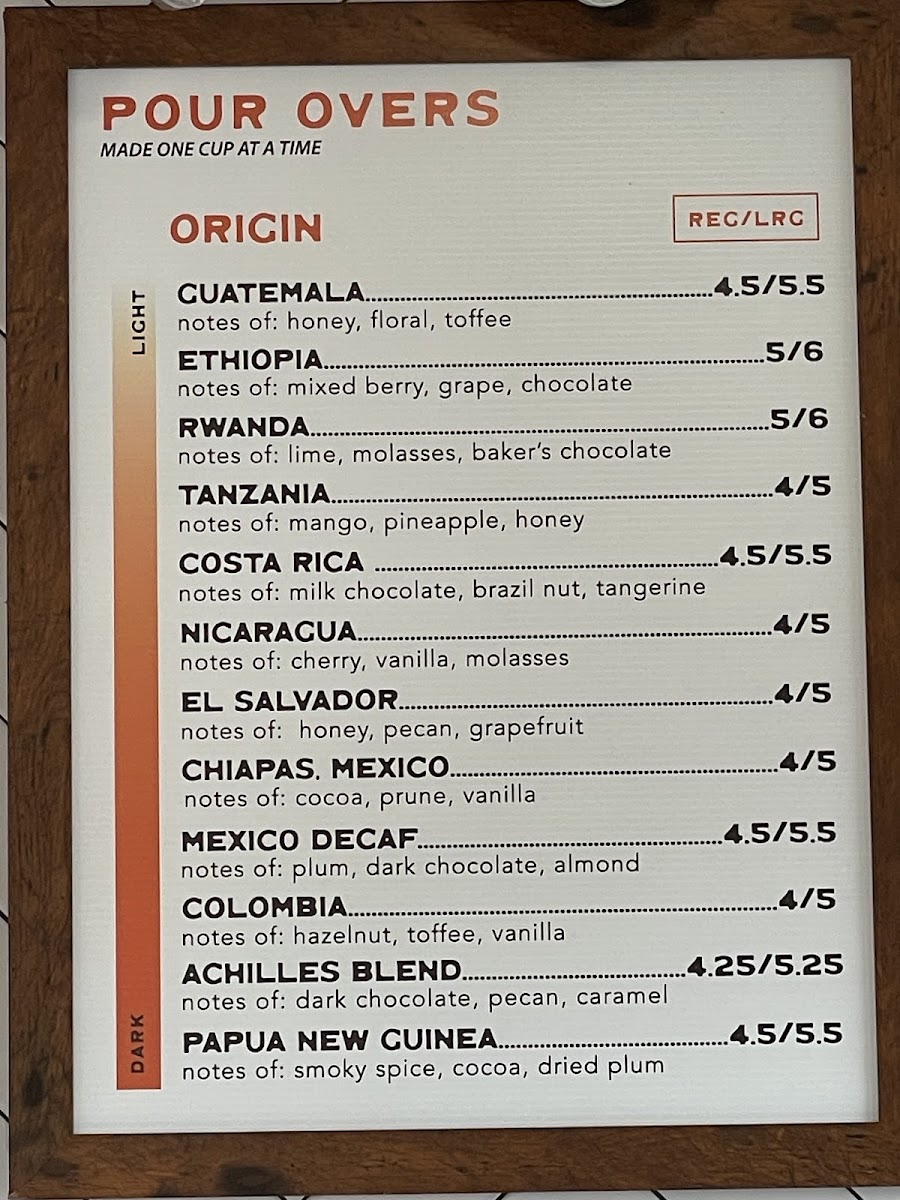 POUR OVERS
MADE ONE CUP AT A TIME
ORIGIN
REG/LRG
LIGHT
GUATEMALA........4.5/5.5
notes of: honey, floral, toffee
ETHIOPIA........5/6
notes of: mixed berry, grape, chocolate
RWANDA........5/6
notes of: lime, molasses, baker's chocolate
TANZANIA........4/5
notes of: mango, pineapple, honey
COSTA RICA ........4.5/5.5
notes of: milk chocolate, brazil nut, tangerine
NICARAGUA........4/5
notes of: cherry, vanilla, molasses
EL SALVADOR........4/5
notes of: honey, pecan, grapefruit
CHIAPAS, MEXICO........4/5
notes of: cocoa, prune, vanilla
MEXICO DECAF........4.5/5.5
notes of: plum, dark chocolate, almond
COLOMBIA........4/5
notes of: hazelnut, toffee, vanilla
ACHILLES BLEND........4.25/5.25
notes of: dark chocolate, pecan, caramel
PAPUA NEW GUINEA........4.5/5.5
notes of: smoky spice, cocoa, dried plum
DARK